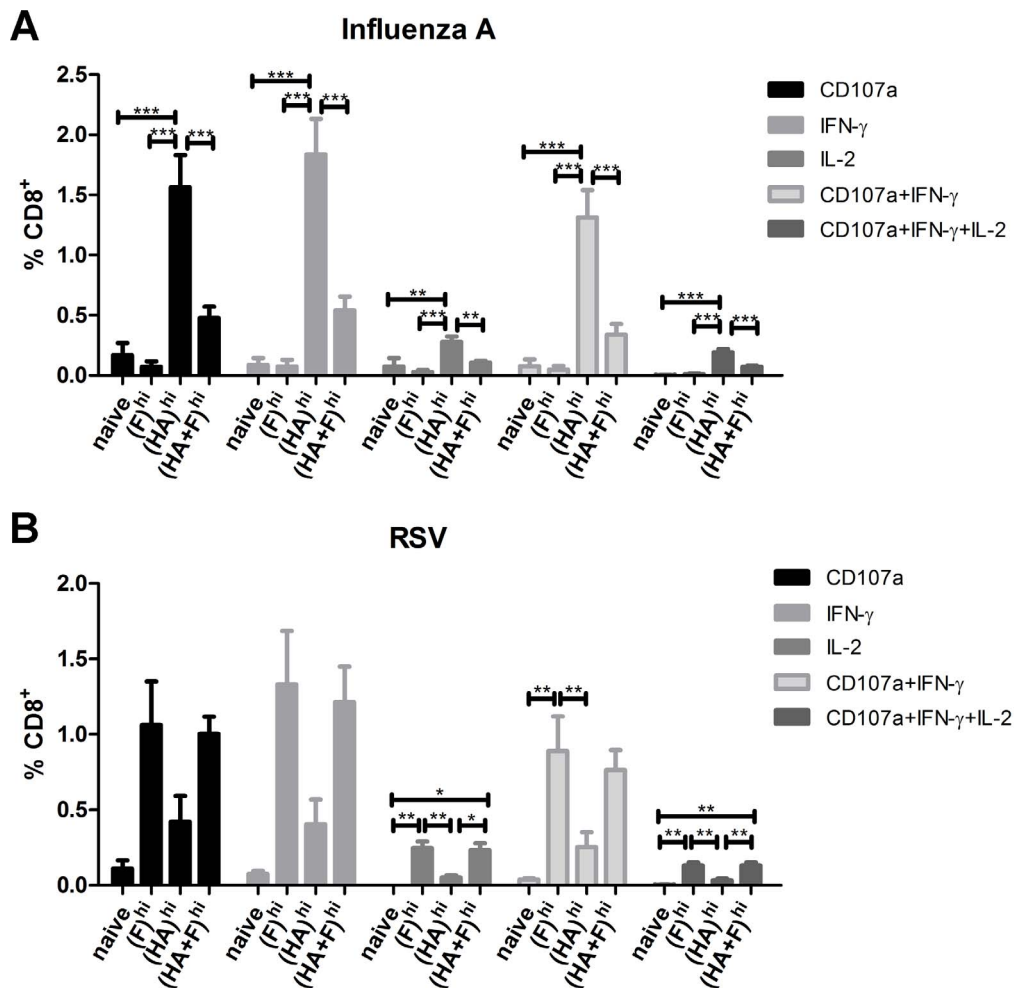 A
Influenza A
% CD8+
2.5
2.0
1.5
1.0
0.5
0.0
*** *** ***
*** *** ***
** *** **
*** *** ***
*** *** ***
naive (F)hi (HA)hi (HA+F)hi
naive (F)hi (HA)hi (HA+F)hi
naive (F)hi (HA)hi (HA+F)hi
naive (F)hi (HA)hi (HA+F)hi
naive (F)hi (HA)hi (HA+F)hi
CD107a
IFN-γ
IL-2
CD107a+IFN-γ
CD107a+IFN-γ+IL-2
B
RSV
% CD8+
2.0
1.5
1.0
0.5
0.0
* ** ** *
** **
** ** ** **
naive (F)hi (HA)hi (HA+F)hi
naive (F)hi (HA)hi (HA+F)hi
naive (F)hi (HA)hi (HA+F)hi
naive (F)hi (HA)hi (HA+F)hi
naive (F)hi (HA)hi (HA+F)hi
CD107a
IFN-γ
IL-2
CD107a+IFN-γ
CD107a+IFN-γ+IL-2